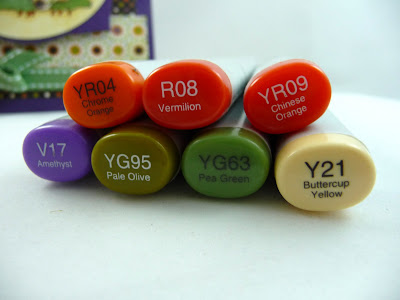 YR04
Chrome
Orange
R08
Vermilion
YR09
Chinese
Orange
V17
Amethyst
YG95
Pale Olive
YG63
Pea Green
Y21
Buttercup
Yellow